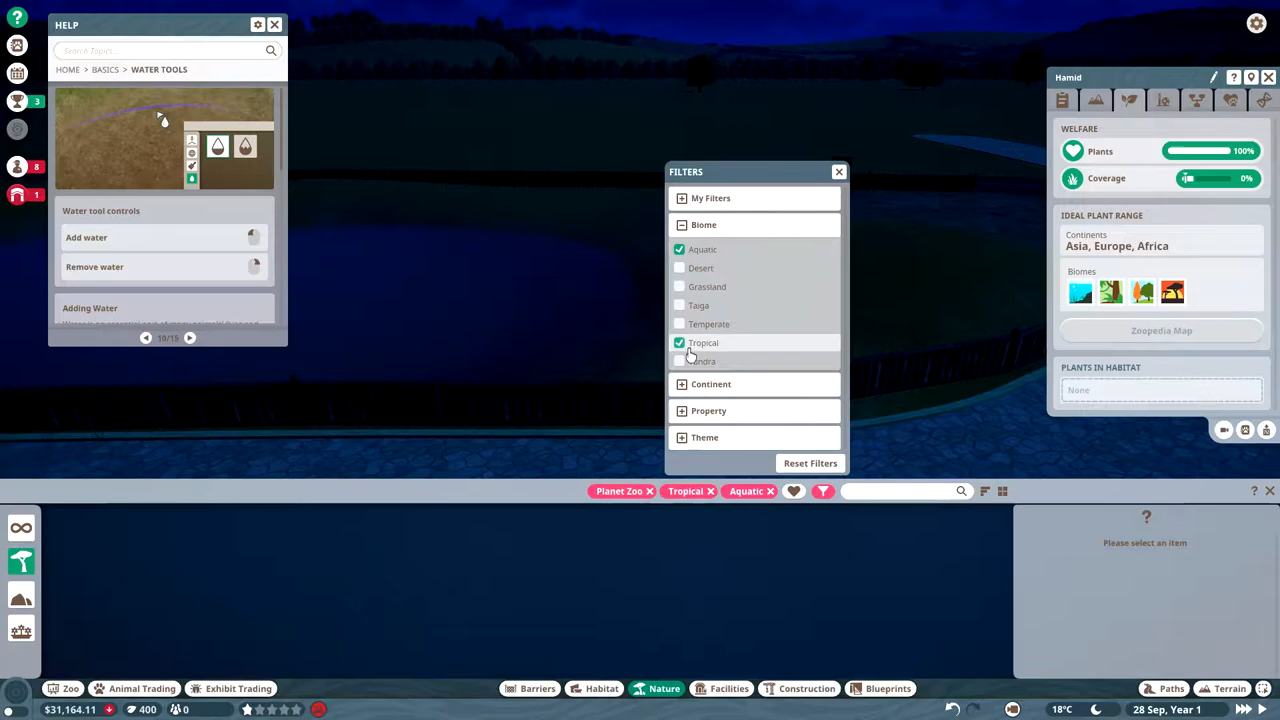 HELP
Search Topics...
HOME > BASICS > WATER TOOLS
Water tool controls
Add water
Remove water
Adding Water
10/15
3
8
1
FILTERS
My Filters
Biome
Aquatic
Desert
Grassland
Taiga
Temperate
Tropical
Continent
Property
Theme
Reset Filters
Hamid
WELFARE
Plants 100%
Coverage 0%
IDEAL PLANT RANGE
Continents
Asia, Europe, Africa
Biomes
Zoopedia Map
PLANTS IN HABITAT
None
Planet Zoo Tropical Aquatic
Please select an item
Zoo Animal Trading Exhibit Trading Barriers Habitat Nature Facilities Construction Blueprints Paths Terrain
$31,164.11 400 0 18°C 28 Sep, Year 1